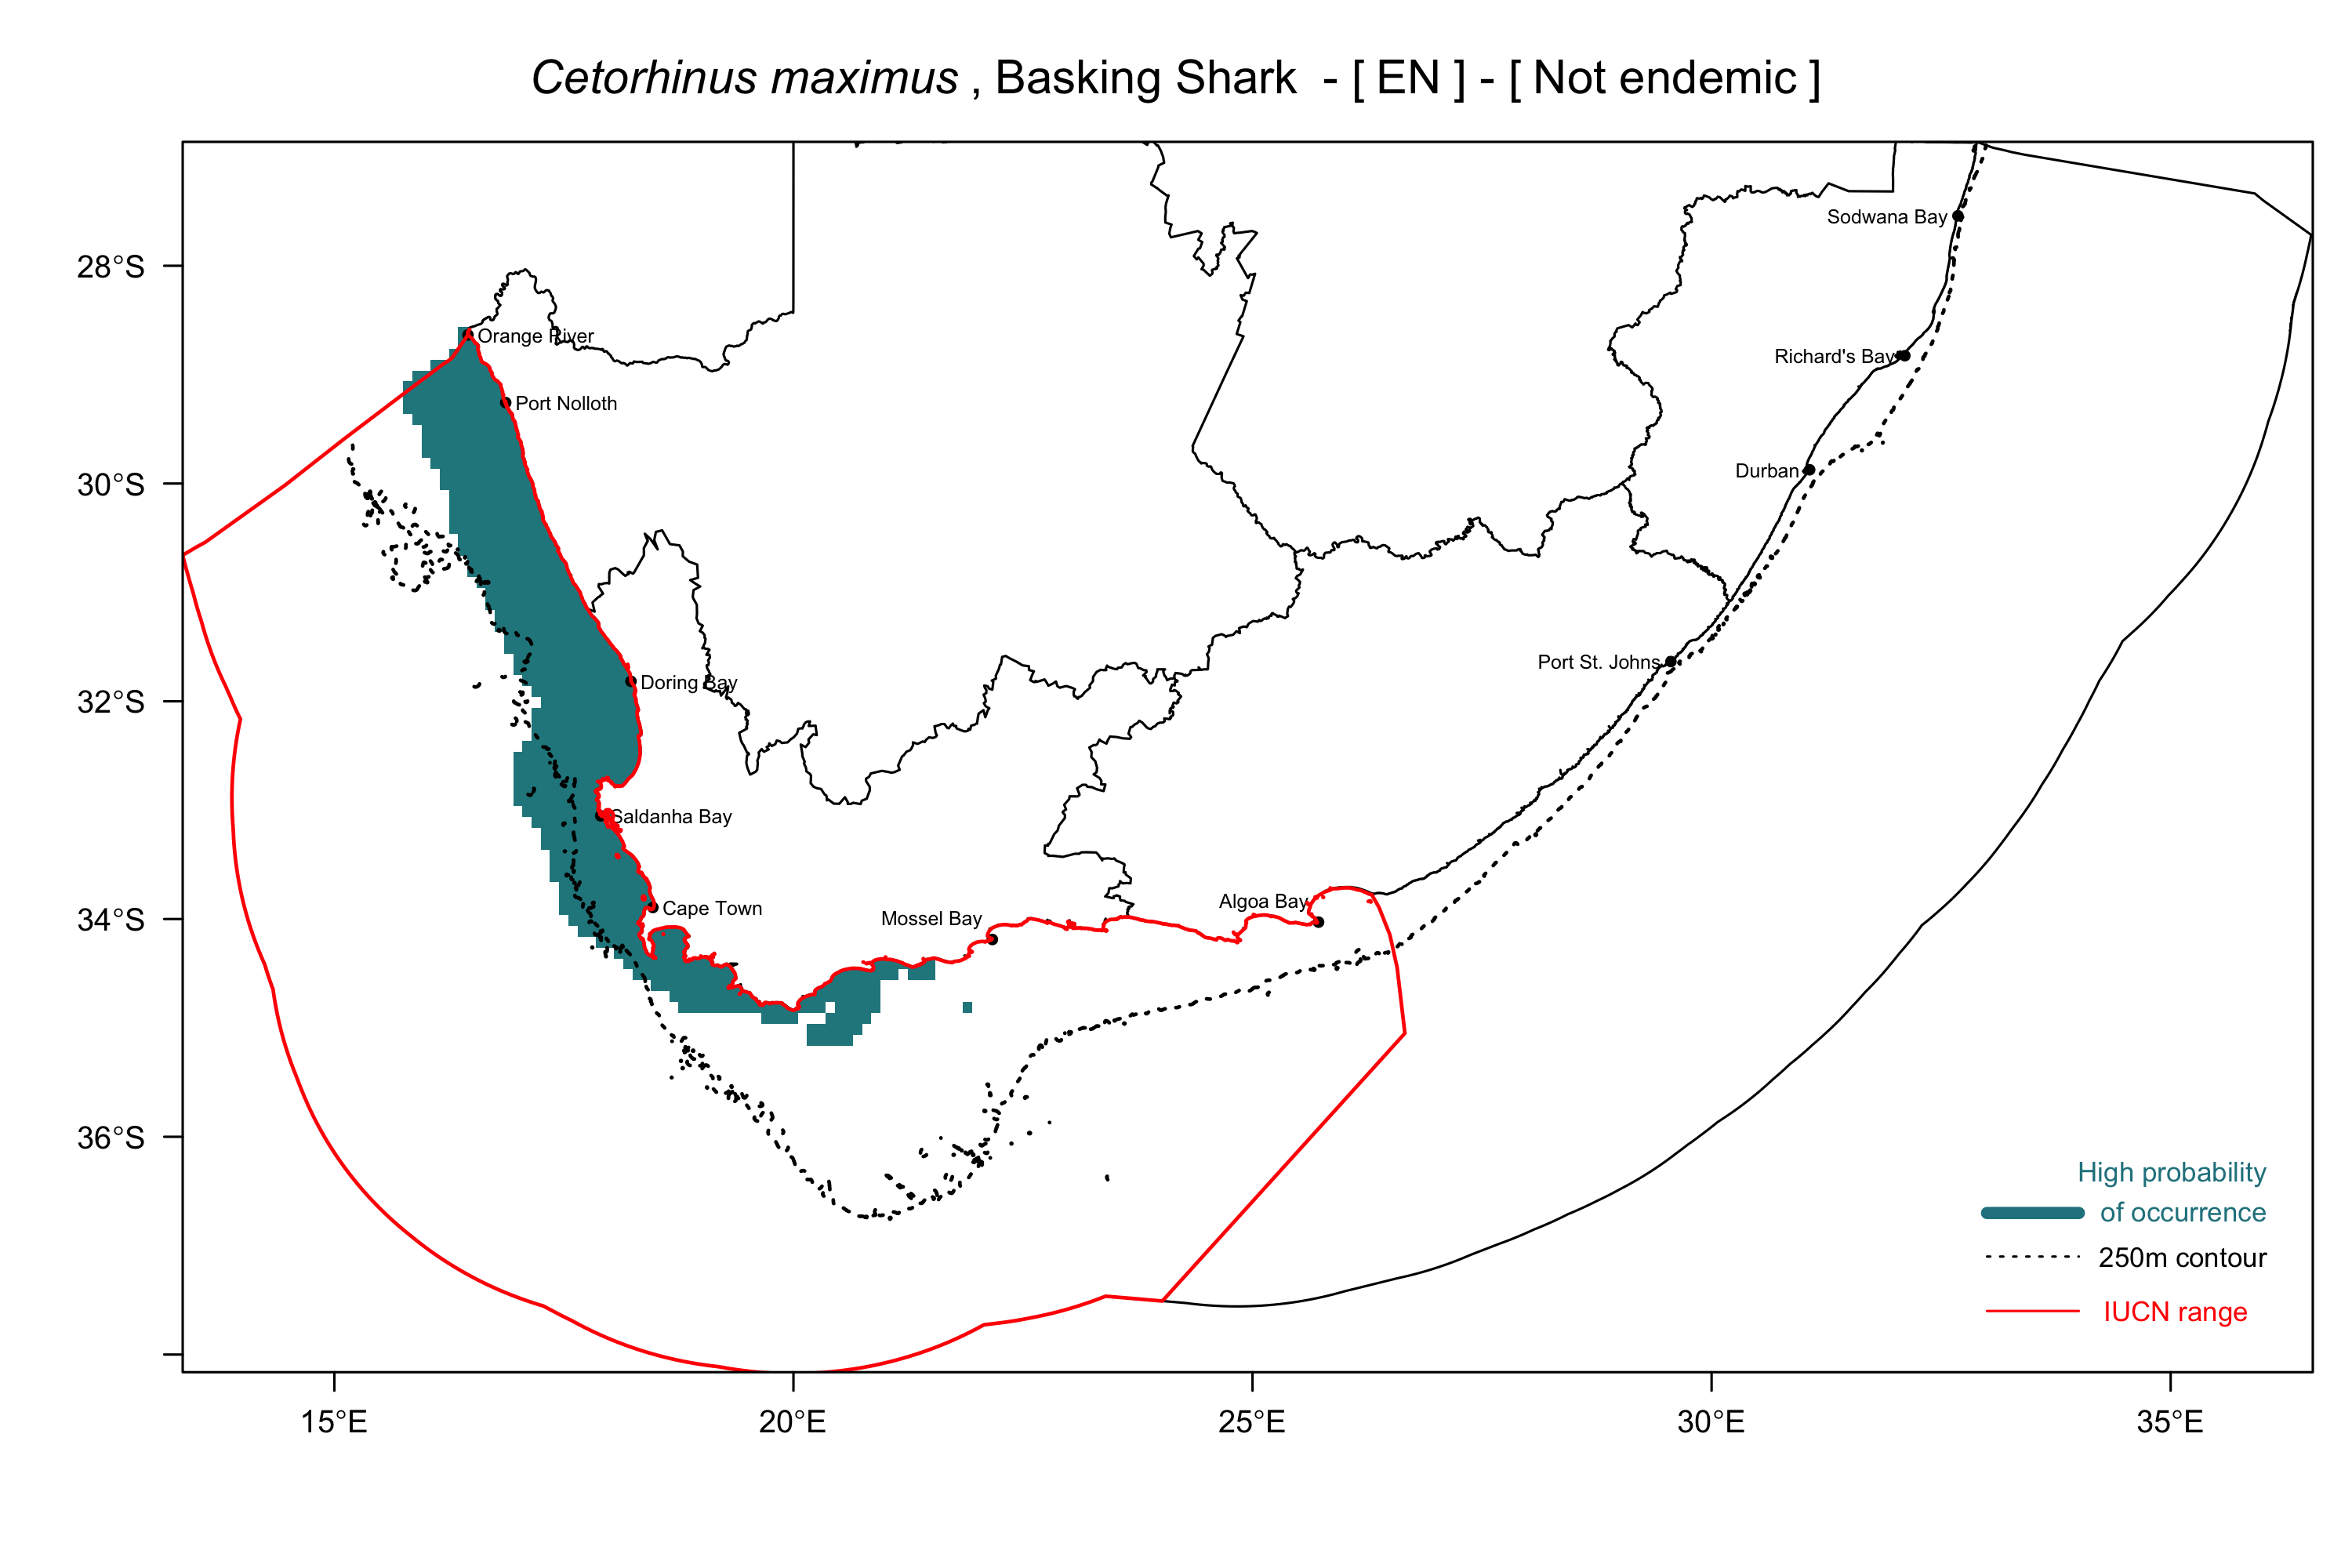 Cetorhinus maximus , Basking Shark - [ EN ] - [ Not endemic ]
28°S
30°S
32°S
34°S
36°S
Sodwana Bay
Orange River
Richard's Bay
Port Nolloth
Durban
Port St. Johns
Doring Bay
Saldanha Bay
Algoa Bay
Cape Town
Mossel Bay
High probability
of occurrence
250m contour
IUCN range
15°E
20°E
25°E
30°E
35°E